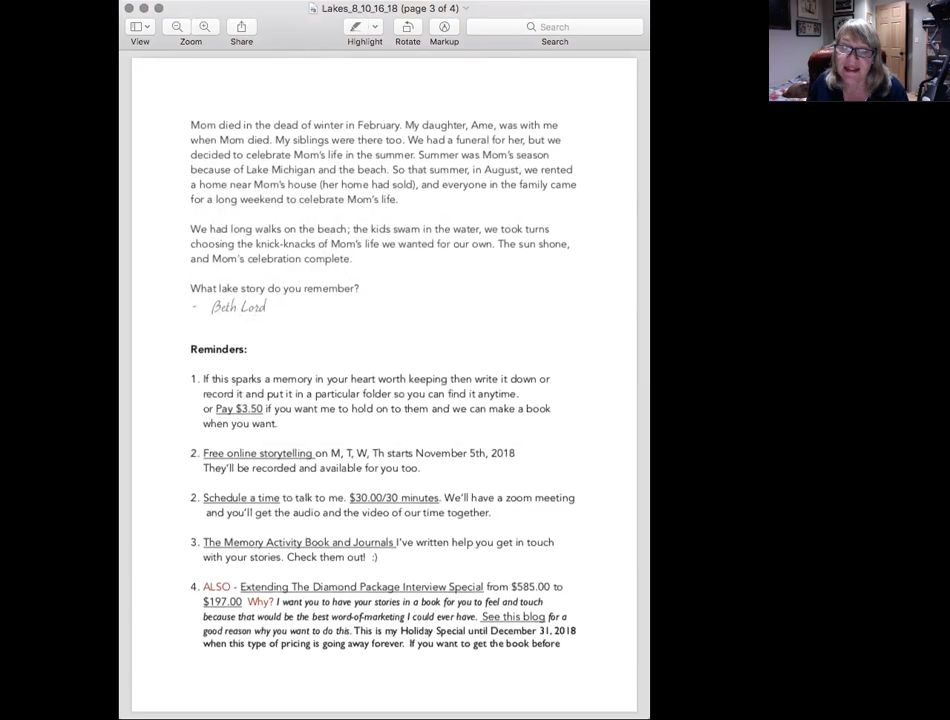 Lakes_8_10_16_18 (page 3 of 4)
Search
View Zoom Share Highlight Rotate Markup Search
Mom died in the dead of winter in February. My daughter, Ame, was with me
when Mom died. My siblings were there too. We had a funeral for her, but we
decided to celebrate Mom's life in the summer. Summer was Mom's season
because of Lake Michigan and the beach. So that summer, in August, we rented
a home near Mom's house (her home had sold), and everyone in the family came
for a long weekend to celebrate Mom's life.
We had long walks on the beach; the kids swam in the water, we took turns
choosing the knick-knacks of Mom's life we wanted for our own. The sun shone,
and Mom's celebration complete.
What lake story do you remember?
- Beth Lord
Reminders:
1. If this sparks a memory in your heart worth keeping then write it down or
record it and put it in a particular folder so you can find it anytime.
or Pay $3.50 if you want me to hold on to them and we can make a book
when you want.
2. Free online storytelling on M, T, W, Th starts November 5th, 2018
They'll be recorded and available for you too.
2. Schedule a time to talk to me. $30.00/30 minutes. We'll have a zoom meeting
and you'll get the audio and the video of our time together.
3. The Memory Activity Book and Journals I've written help you get in touch
with your stories. Check them out! :)
4. ALSO - Extending The Diamond Package Interview Special from $585.00 to
$197.00 Why? I want you to have your stories in a book for you to feel and touch
because that would be the best word-of-marketing I could ever have. See this blog for a
good reason why you want to do this. This is my Holiday Special until December 31, 2018
when this type of pricing is going away forever. If you want to get the book before